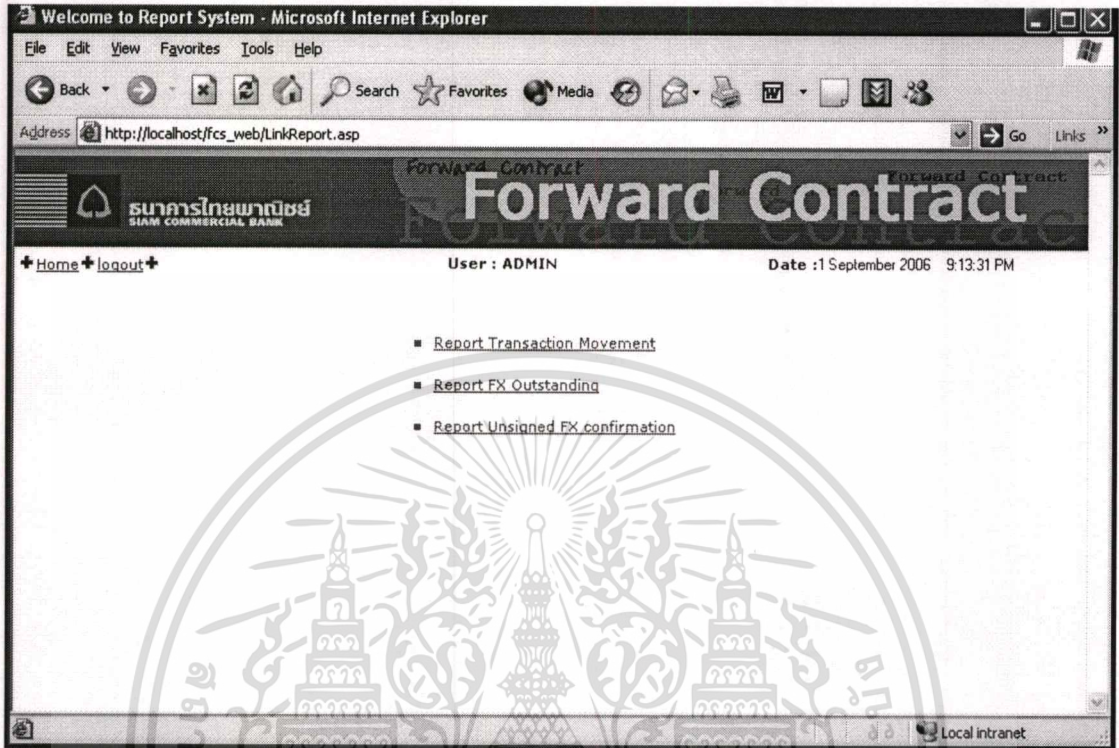 Welcome to Report System - Microsoft Internet Explorer
File Edit View Favorites Tools Help
Back Search Favorites Media
Address http://localhost/fcs_web/LinkReport.asp Go Links »
Forward Contract
Forward Contract
Forward Contract
ธนาคารไทยพาณิชย์
SIAM COMMERCIAL BANK
Forward Contrac
Home logout User : ADMIN Date :1 September 2006 9:13:31 PM
Report Transaction Movement
Report FX Outstanding
Report Unsigned FX confirmation
Local intranet